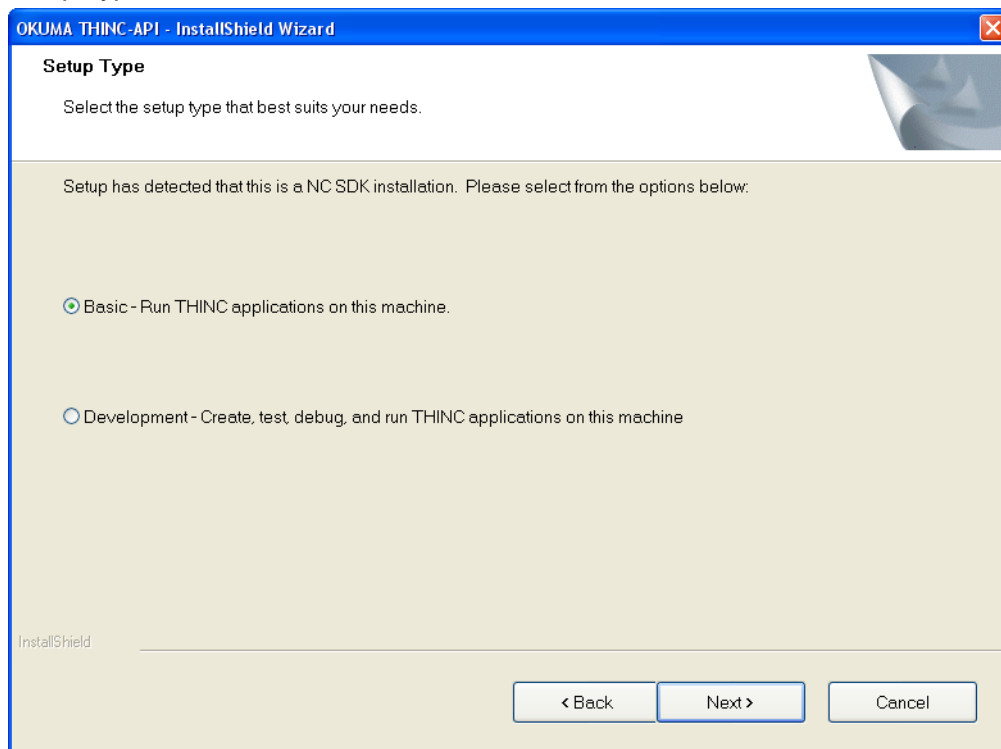 OKUMA THINC-API - InstallShield Wizard
Setup Type
Select the setup type that best suits your needs.
Setup has detected that this is a NC SDK installation. Please select from the options below:
Basic - Run THINC applications on this machine.
Development - Create, test, debug, and run THINC applications on this machine
InstallShield
< Back
Next >
Cancel